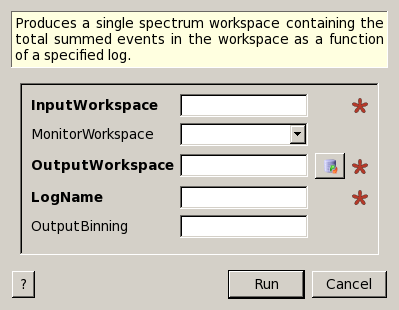 Produces a single spectrum workspace containing the
total summed events in the workspace as a function
of a specified log.
InputWorkspace
MonitorWorkspace
OutputWorkspace
LogName
OutputBinning
? Run Cancel